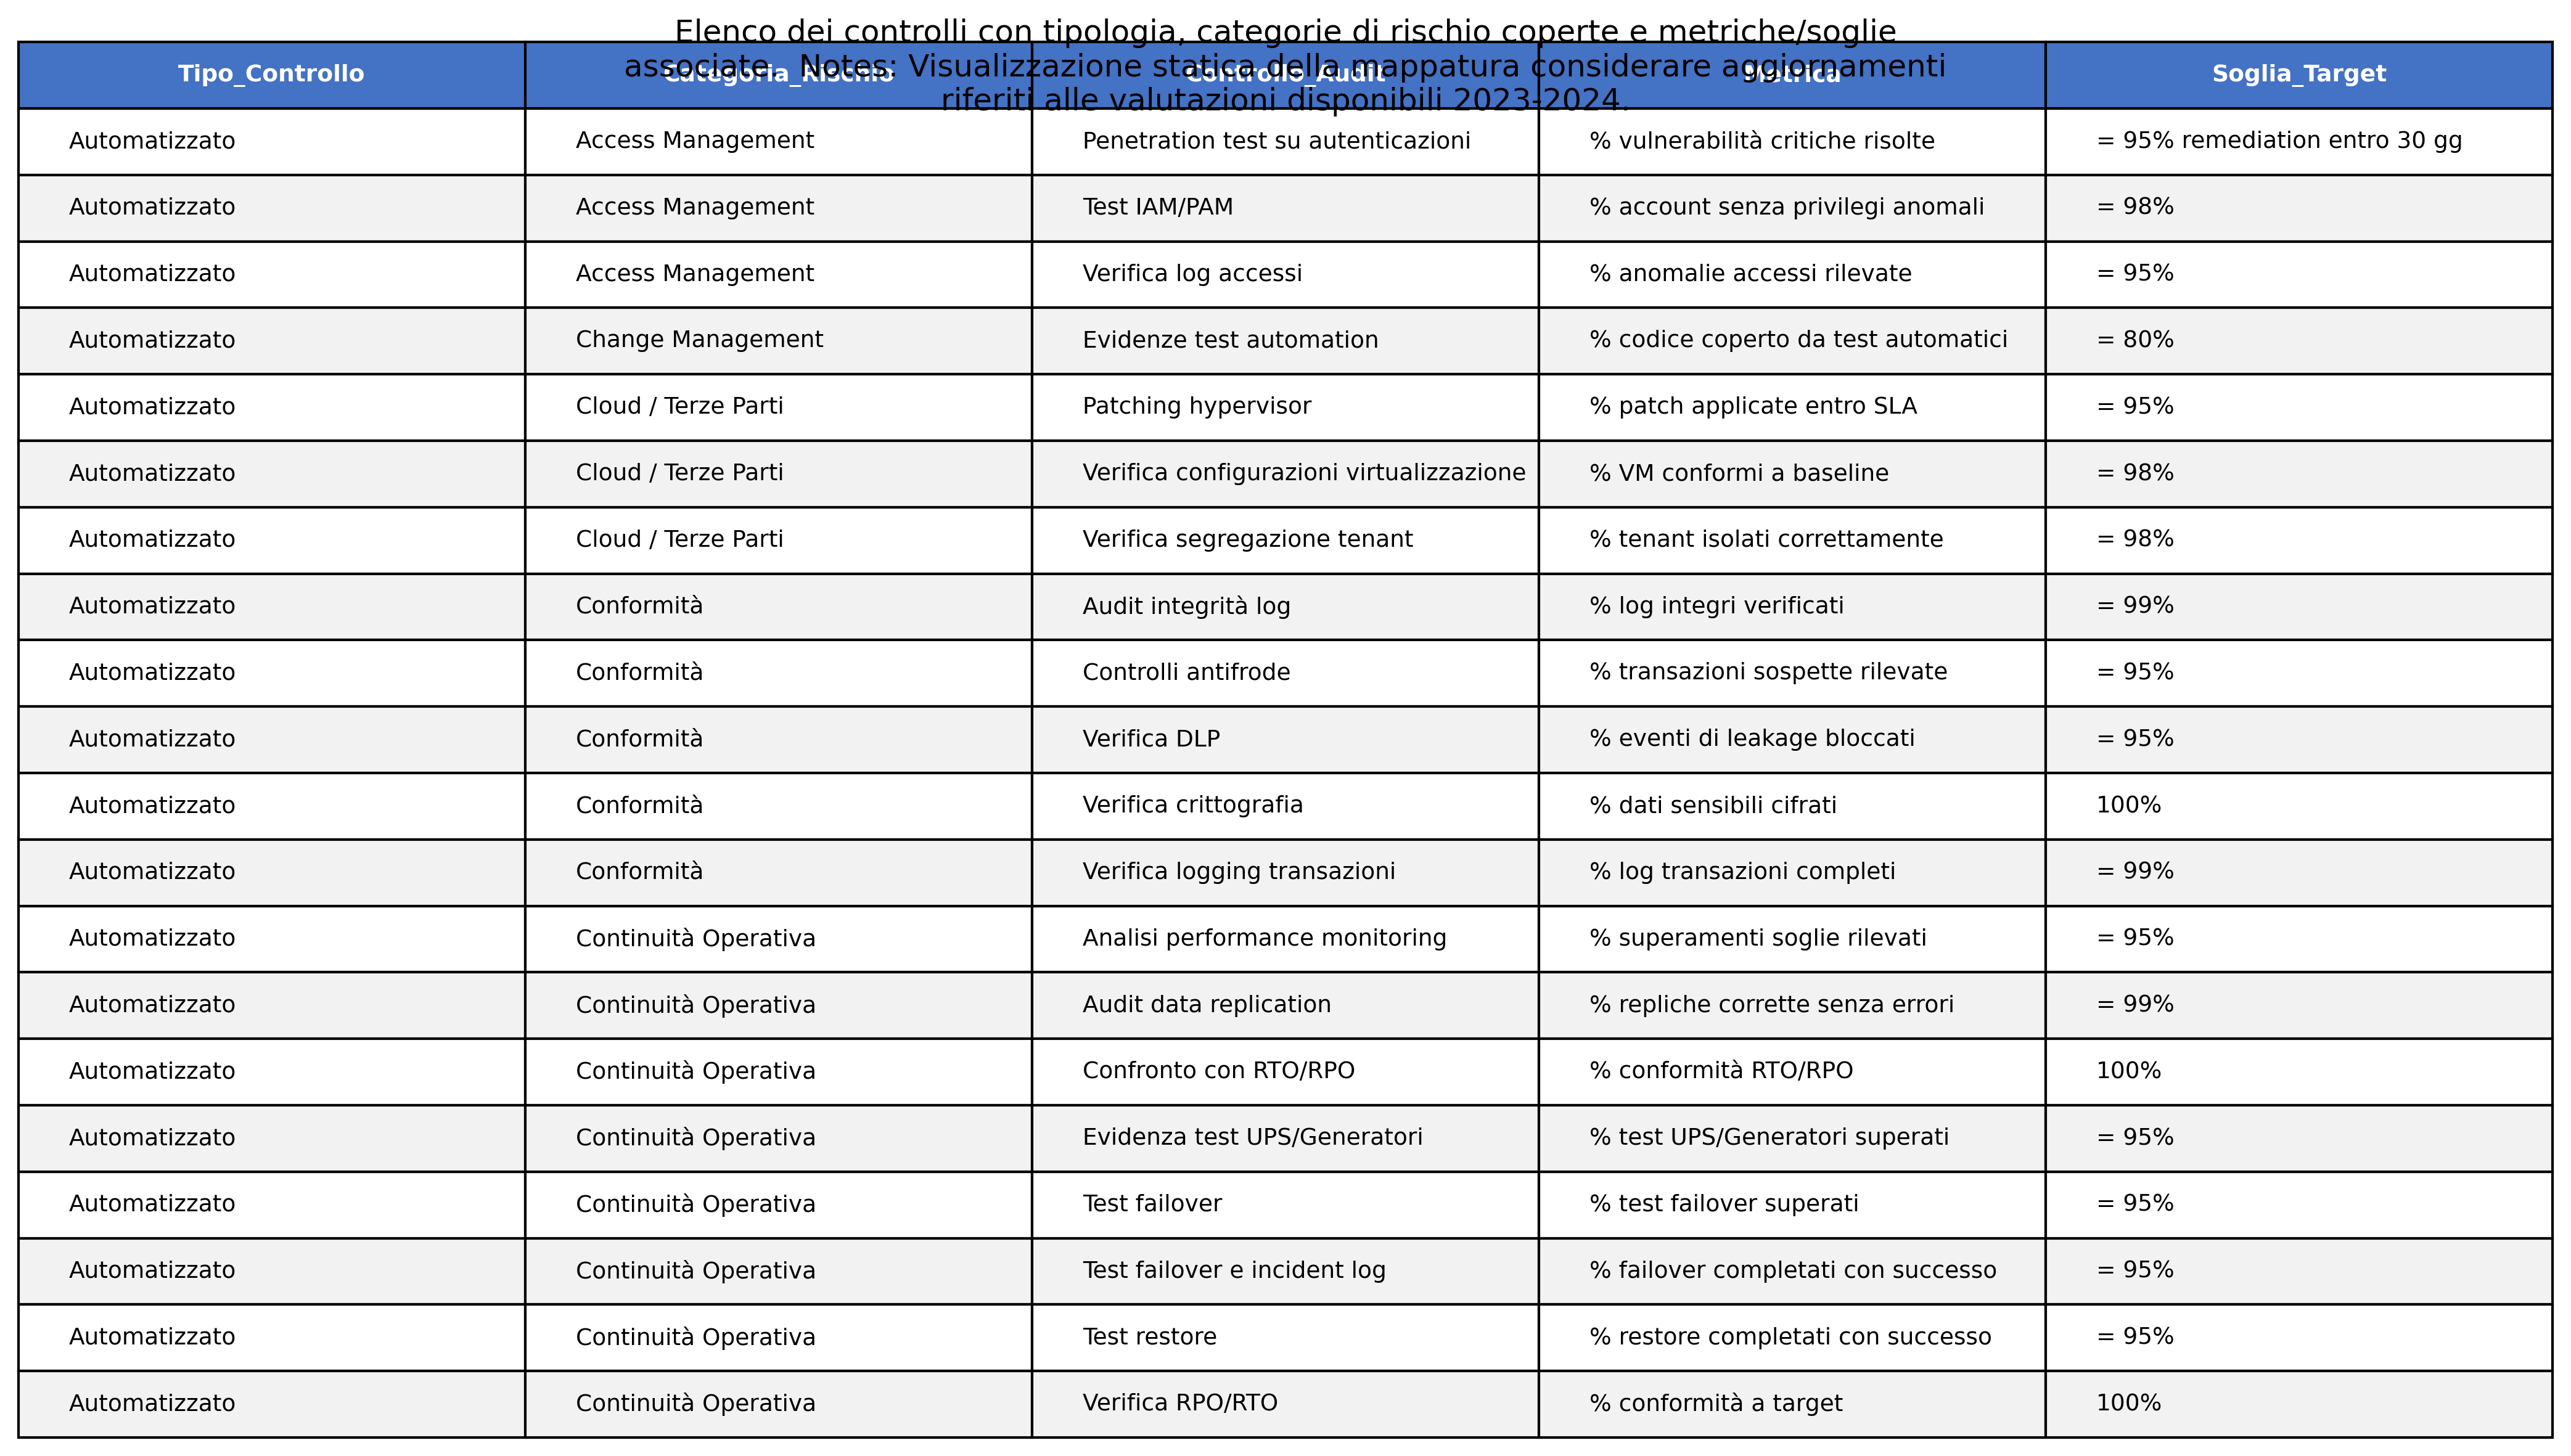 Elenco dei controlli con tipologia, categorie di rischio coperte e metriche/soglie
associate. Notes: Visualizzazione statica della mappatura considerare aggiornamenti
riferiti alle valutazioni disponibili 2023-2024.
Tipo_Controllo Categoria_Rischio Controllo_Audit Metrica Soglia_Target
Automatizzato Access Management Penetration test su autenticazioni % vulnerabilità critiche risolte = 95% remediation entro 30 gg
Automatizzato Access Management Test IAM/PAM % account senza privilegi anomali = 98%
Automatizzato Access Management Verifica log accessi % anomalie accessi rilevate = 95%
Automatizzato Change Management Evidenze test automation % codice coperto da test automatici = 80%
Automatizzato Cloud / Terze Parti Patching hypervisor % patch applicate entro SLA = 95%
Automatizzato Cloud / Terze Parti Verifica configurazioni virtualizzazione % VM conformi a baseline = 98%
Automatizzato Cloud / Terze Parti Verifica segregazione tenant % tenant isolati correttamente = 98%
Automatizzato Conformità Audit integrità log % log integri verificati = 99%
Automatizzato Conformità Controlli antifrode % transazioni sospette rilevate = 95%
Automatizzato Conformità Verifica DLP % eventi di leakage bloccati = 95%
Automatizzato Conformità Verifica crittografia % dati sensibili cifrati 100%
Automatizzato Conformità Verifica logging transazioni % log transazioni completi = 99%
Automatizzato Continuità Operativa Analisi performance monitoring % superamenti soglie rilevati = 95%
Automatizzato Continuità Operativa Audit data replication % repliche corrette senza errori = 99%
Automatizzato Continuità Operativa Confronto con RTO/RPO % conformità RTO/RPO 100%
Automatizzato Continuità Operativa Evidenza test UPS/Generatori % test UPS/Generatori superati = 95%
Automatizzato Continuità Operativa Test failover % test failover superati = 95%
Automatizzato Continuità Operativa Test failover e incident log % failover completati con successo = 95%
Automatizzato Continuità Operativa Test restore % restore completati con successo = 95%
Automatizzato Continuità Operativa Verifica RPO/RTO % conformità a target 100%